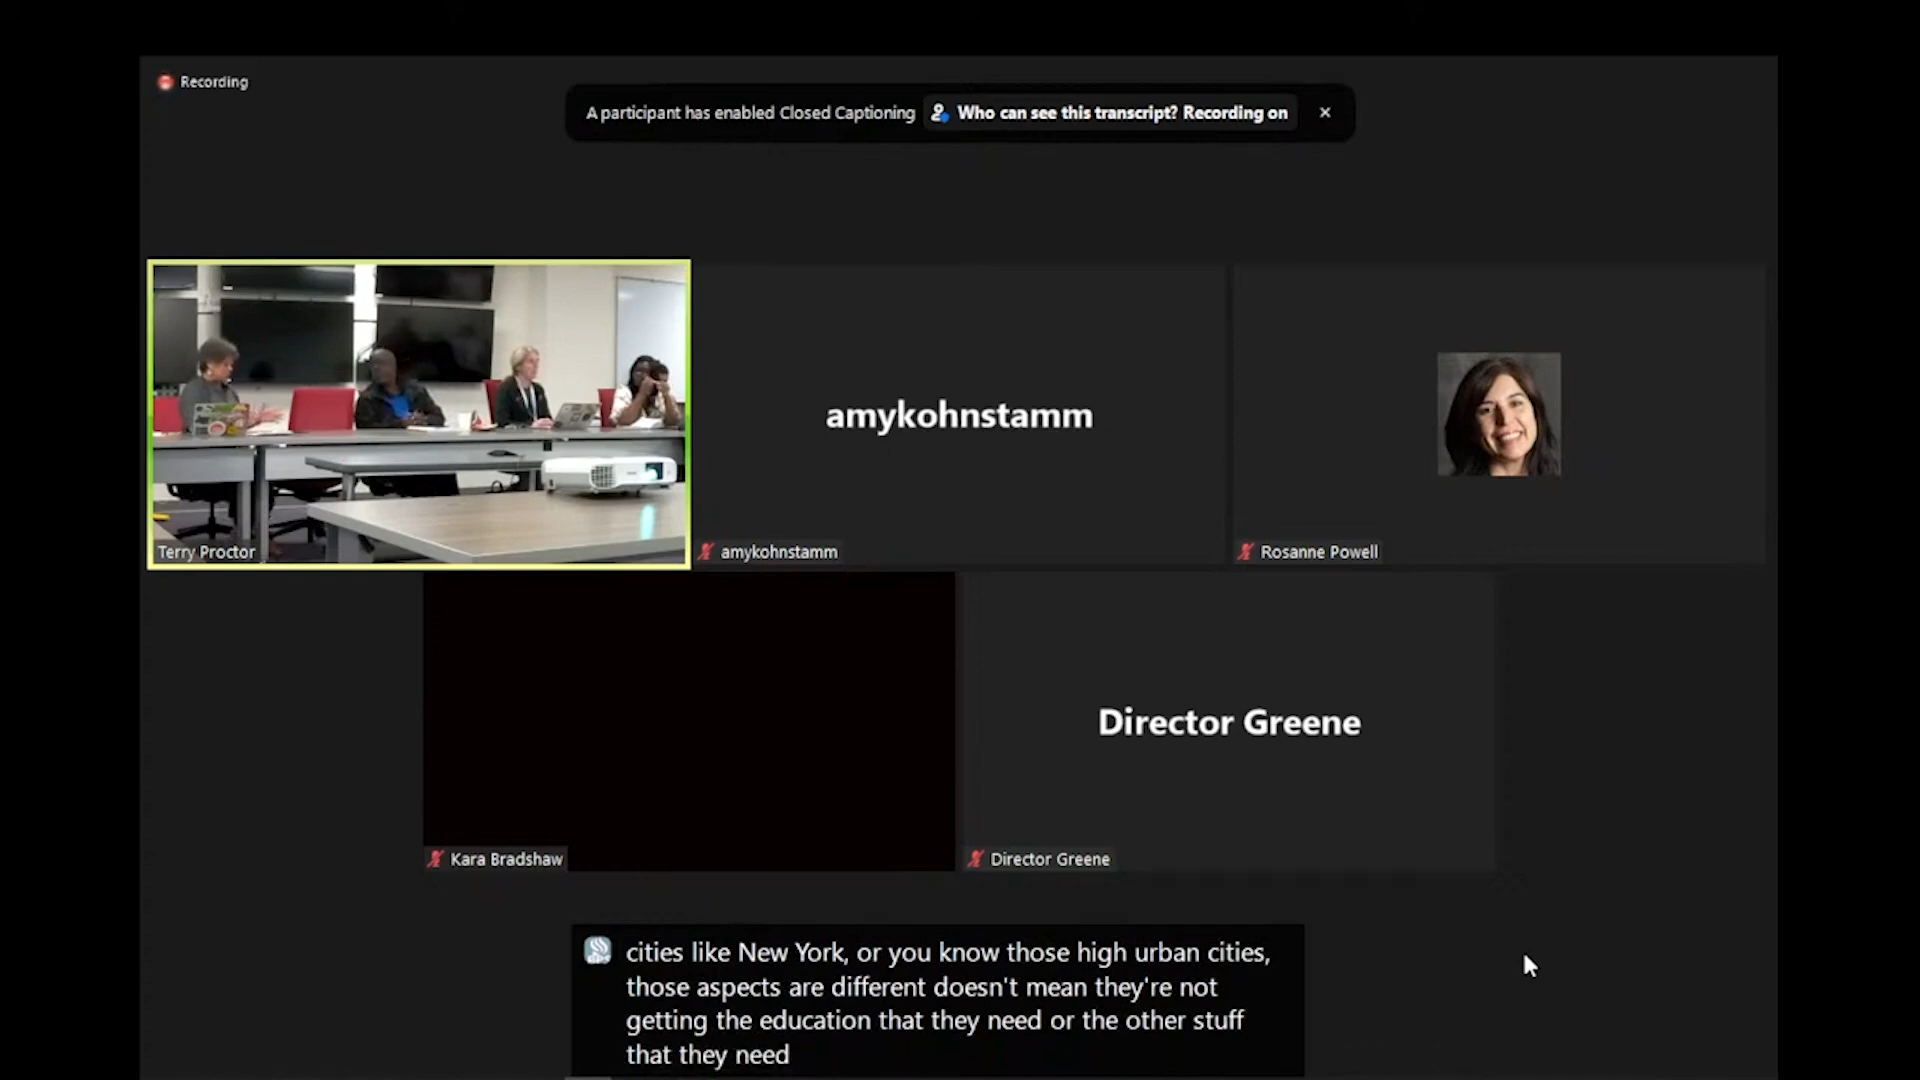 Recording
A participant has enabled Closed Captioning Who can see this transcript? Recording on
Terry Proctor
amykohnstamm
amykohnstamm
Rosanne Powell
Kara Bradshaw
Director Greene
Director Greene
cities like New York, or you know those high urban cities,
those aspects are different doesn't mean they're not
getting the education that they need or the other stuff
that they need